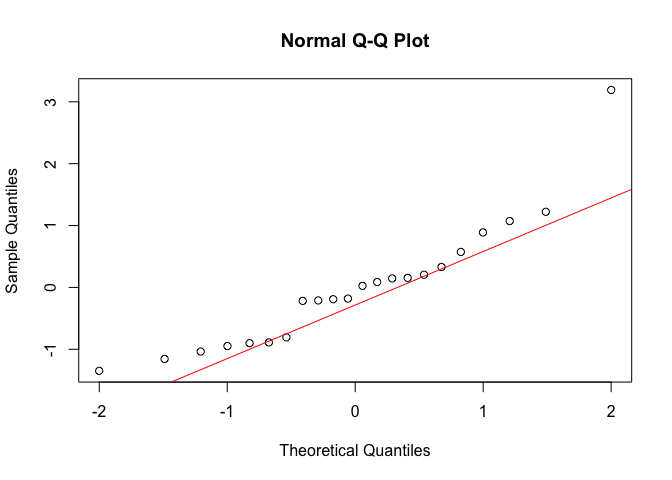 Normal Q-Q Plot
Sample Quantiles
3
2
1
0
-1
-2 -1 0 1 2
Theoretical Quantiles